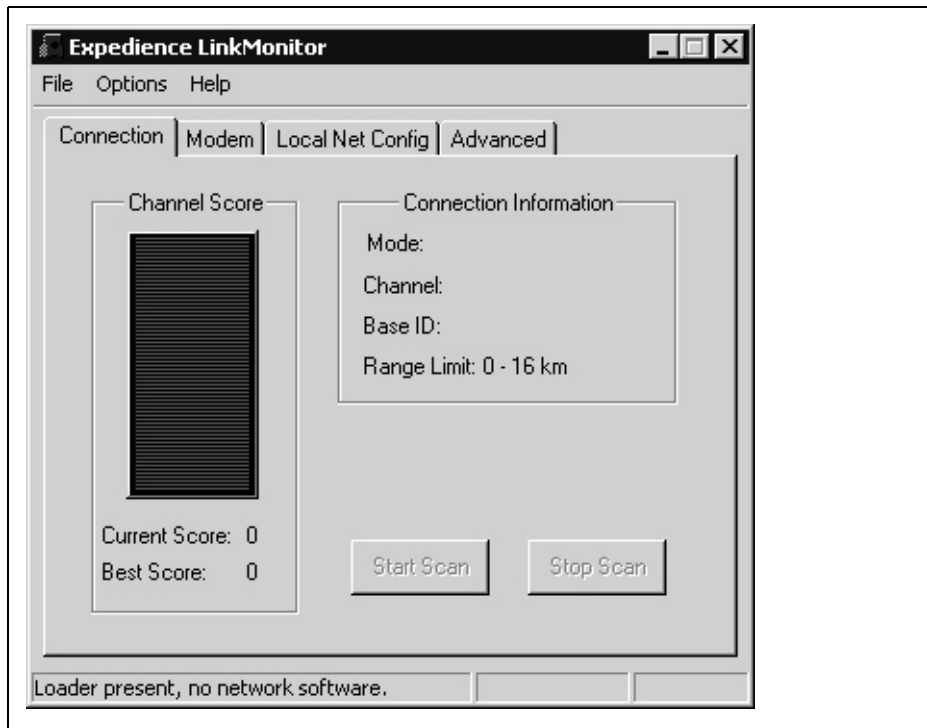 Expedience LinkMonitor
File Options Help
Connection Modem Local Net Config Advanced
Channel Score
Current Score: 0
Best Score: 0
Connection Information
Mode:
Channel:
Base ID:
Range Limit: 0 - 16 km
Start Scan Stop Scan
Loader present, no network software.